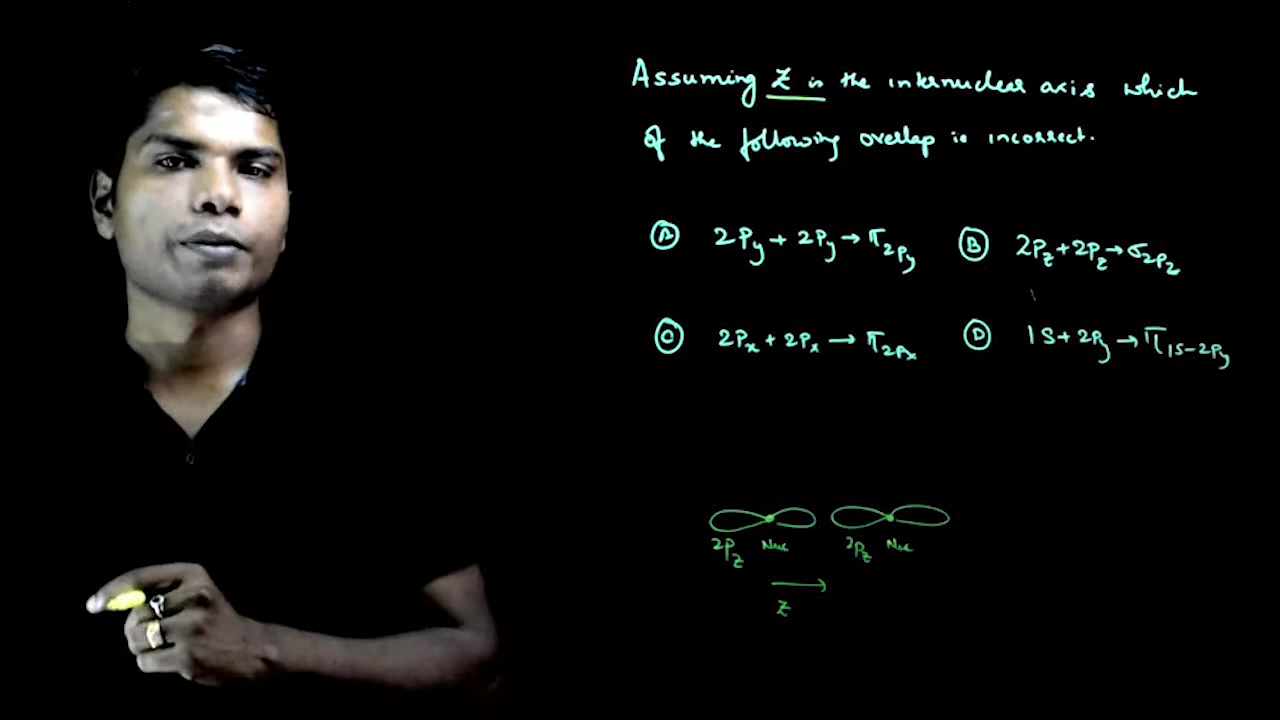 Assuming Z is the internuclear axis which
of the following overlap is incorrect.
Ⓐ 2Py + 2Py → π2Py Ⓑ 2Pz + 2Pz → σ2Pz
Ⓒ 2Px + 2Px → π2Px Ⓓ 1S + 2Py → π1S-2Py
2Pz Nuc 2Pz Nuc
Z